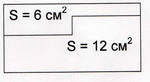 S = 6 см²
S = 12 см²